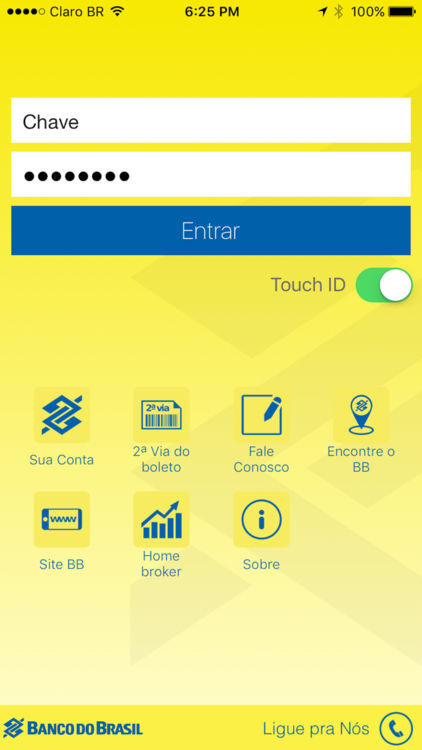 Claro BR 6:25 PM 100%
Chave
Entrar
Touch ID
2ª via
Sua Conta
2ª Via do
boleto
Fale
Conosco
Encontre o
BB
www
Site BB
Home
broker
Sobre
BANCO DO BRASIL
Ligue pra Nós